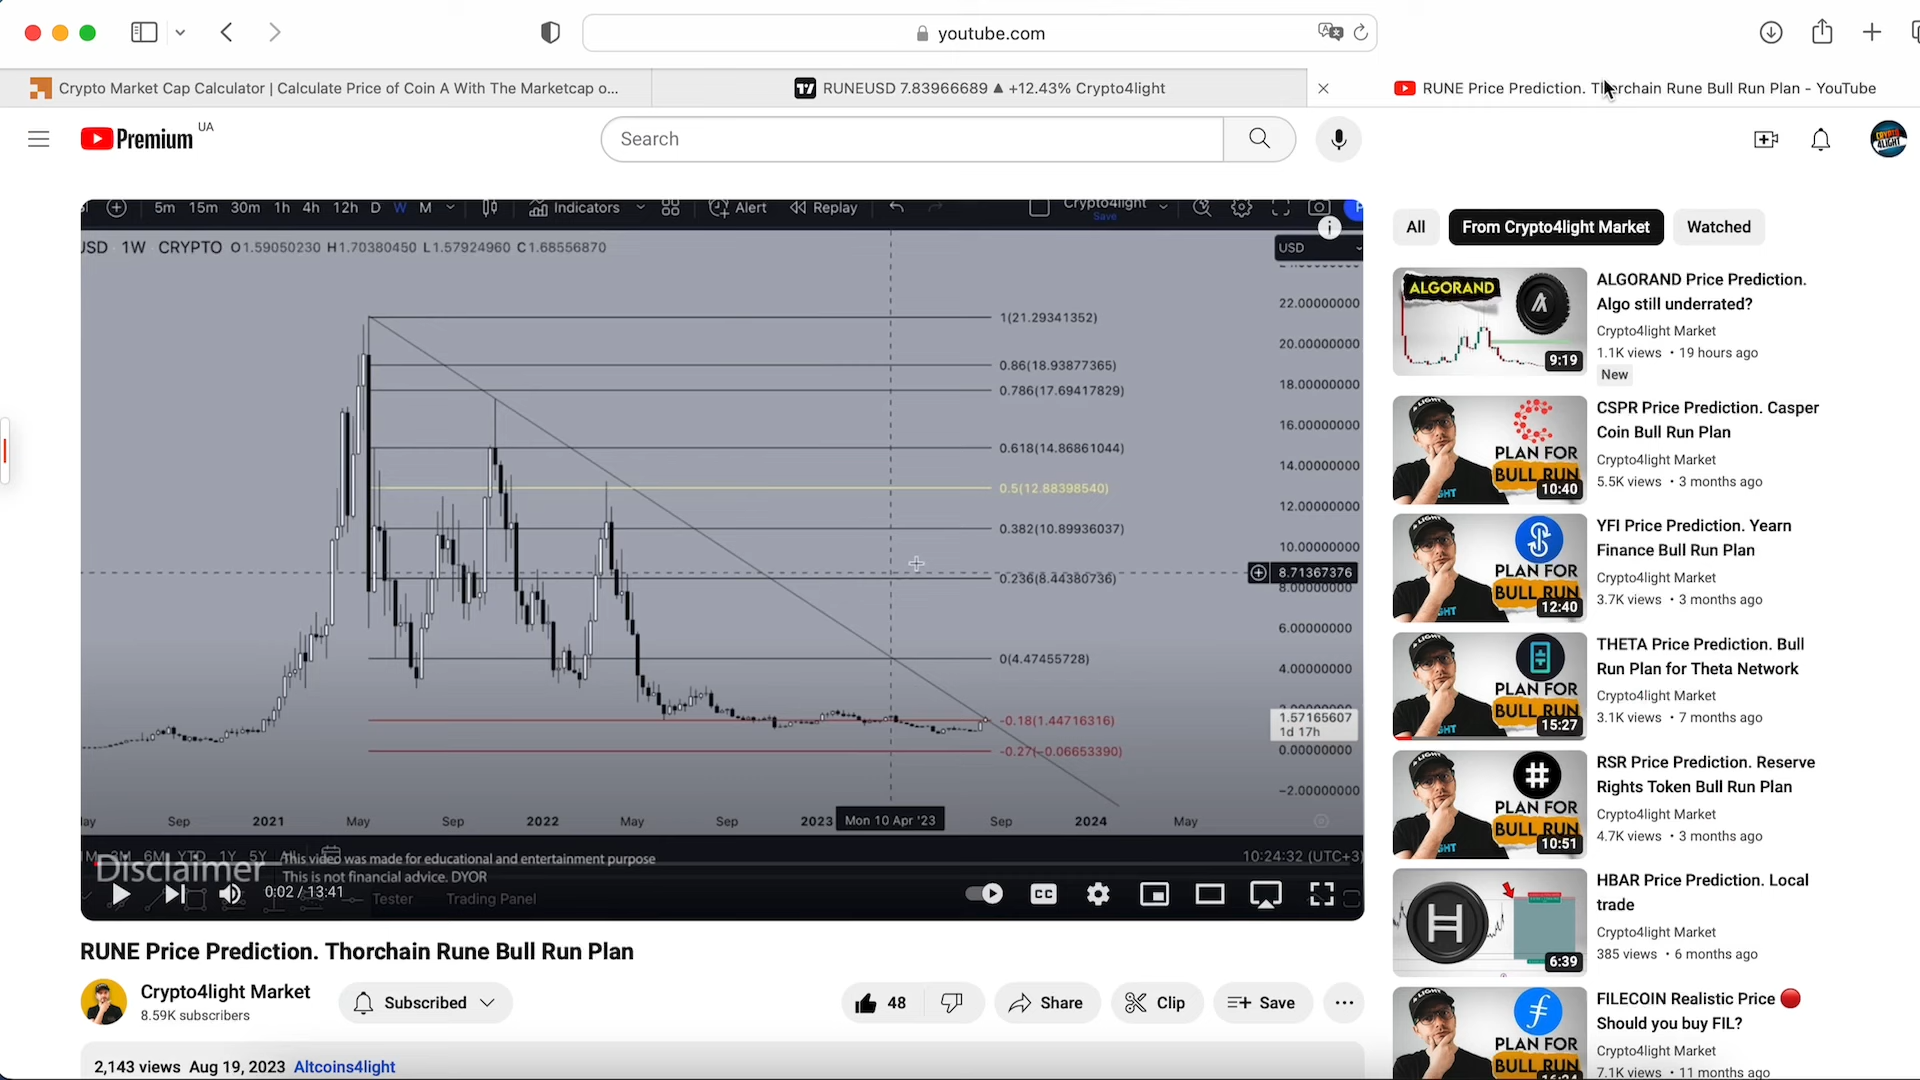 youtube.com
Crypto Market Cap Calculator | Calculate Price of Coin A With The Marketcap o...
RUNEUSD 7.83966689 ▲ +12.43% Crypto4light
RUNE Price Prediction. Thorchain Rune Bull Run Plan - YouTube
Premium UA
Search
5m 15m 30m 1h 4h 12h D W M Indicators Alert Replay Crypto4light
Save
USD 1W CRYPTO O1.59050230 H1.70380450 L1.57924960 C1.68556870
USD
22.00000000
1(21.29341352)
20.00000000
0.86(18.93877365)
18.00000000
0.786(17.69417829)
16.00000000
0.618(14.86861044)
14.00000000
0.5(12.88398540)
12.00000000
0.382(10.89936037)
10.00000000
8.71367376
0.236(8.44380736)
8.00000000
6.00000000
0(4.47455728)
4.00000000
-0.18(1.44716316)
1.57165607
1d 17h
-0.27(-0.06653390)
0.00000000
-2.00000000
Sep 2021 May Sep 2022 May Sep 2023 Mon 10 Apr '23 Sep 2024 May
3M 6M YTD 1Y 5Y All
10:24:32 (UTC+3)
Disclaimer
This video was made for educational and entertainment purpose
This is not financial advice. DYOR
0:02 / 13:41
Tester Trading Panel
CC
RUNE Price Prediction. Thorchain Rune Bull Run Plan
Crypto4light Market
8.59K subscribers
Subscribed
48
Share
Clip
Save
2,143 views Aug 19, 2023 Altcoins4light
All
From Crypto4light Market
Watched
ALGORAND
9:19
ALGORAND Price Prediction.
Algo still underrated?
Crypto4light Market
1.1K views • 19 hours ago
New
PLAN FOR
BULL RUN
10:40
CSPR Price Prediction. Casper
Coin Bull Run Plan
Crypto4light Market
5.5K views • 3 months ago
PLAN FOR
BULL RUN
12:40
YFI Price Prediction. Yearn
Finance Bull Run Plan
Crypto4light Market
3.7K views • 3 months ago
PLAN FOR
BULL RUN
15:27
THETA Price Prediction. Bull
Run Plan for Theta Network
Crypto4light Market
3.1K views • 7 months ago
PLAN FOR
BULL RUN
10:51
RSR Price Prediction. Reserve
Rights Token Bull Run Plan
Crypto4light Market
4.7K views • 3 months ago
6:39
HBAR Price Prediction. Local
trade
Crypto4light Market
385 views • 6 months ago
PLAN FOR
BULL RUN
FILECOIN Realistic Price 🔴
Should you buy FIL?
Crypto4light Market
7.1K views • 11 months ago